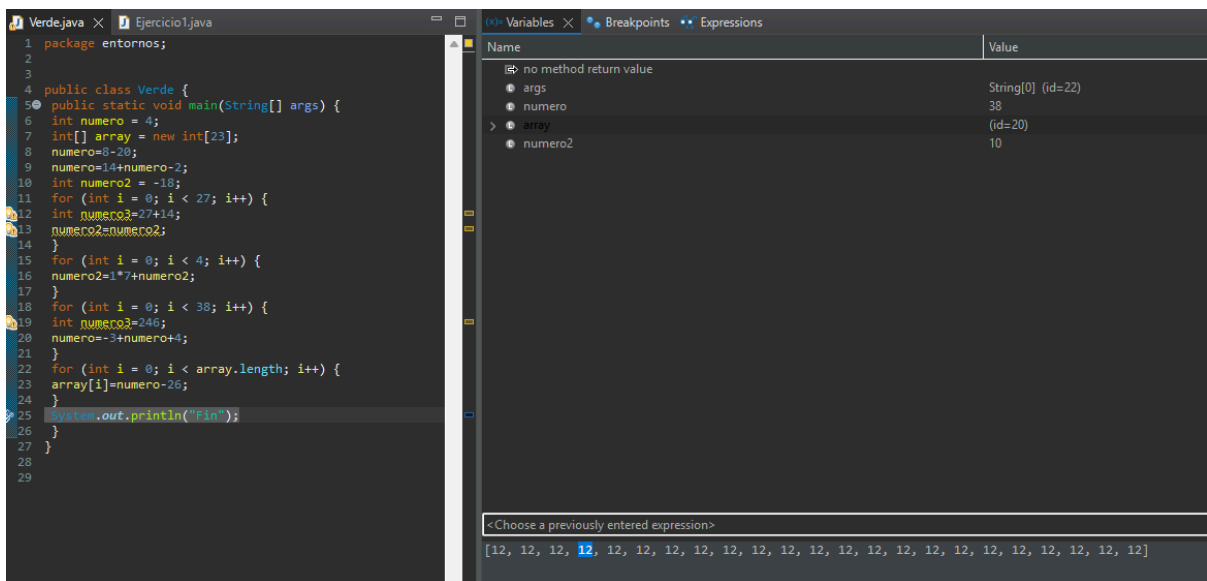 Verde.java
Ejercicio1.java
1 package entornos;
2
3
4 public class Verde {
5 public static void main(String[] args) {
6 int numero = 4;
7 int[] array = new int[23];
8 numero=8-20;
9 numero=14+numero-2;
10 int numero2 = -18;
11 for (int i = 0; i < 27; i++) {
12 int numero3=27+14;
13 numero2=numero2;
14 }
15 for (int i = 0; i < 4; i++) {
16 numero2=1*7+numero2;
17 }
18 for (int i = 0; i < 38; i++) {
19 int numero3=246;
20 numero=-3+numero+4;
21 }
22 for (int i = 0; i < array.length; i++) {
23 array[i]=numero-26;
24 }
25 System.out.println("Fin");
26 }
27 }
28
29
(x)= Variables Breakpoints Expressions
Name Value
no method return value
args String[0] (id=22)
numero 38
array (id=20)
numero2 10
<Choose a previously entered expression>
[12, 12, 12, 12, 12, 12, 12, 12, 12, 12, 12, 12, 12, 12, 12, 12, 12, 12, 12, 12, 12, 12, 12]